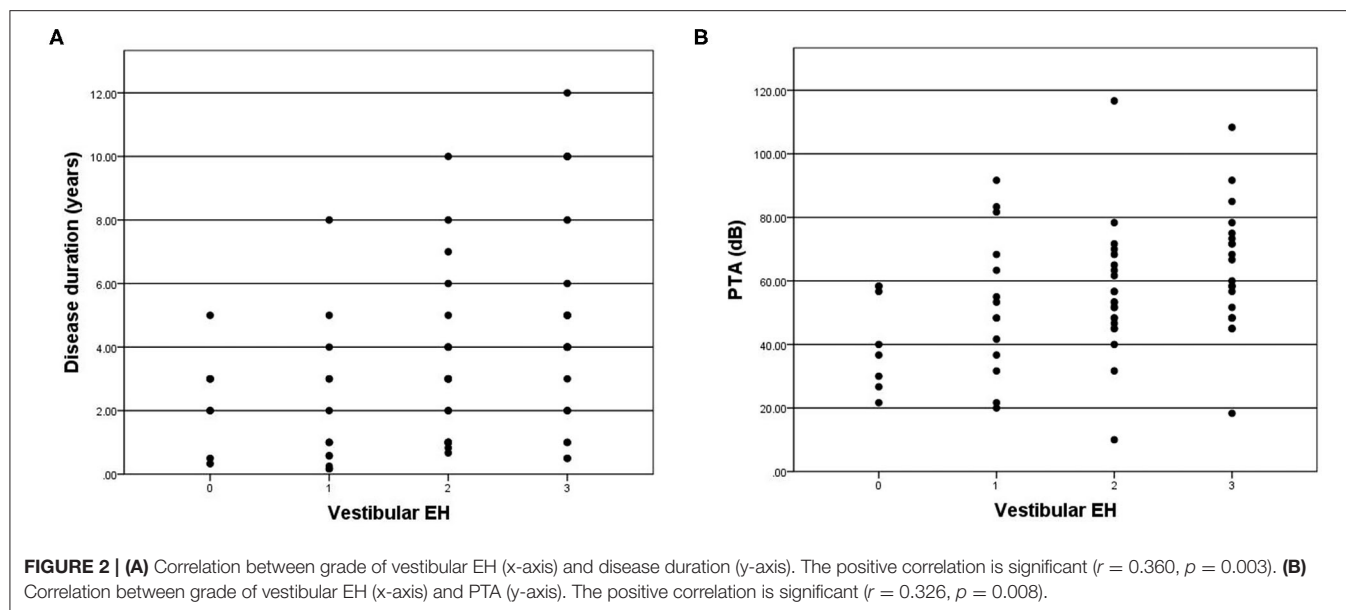 A
Disease duration (years)
12.00
10.00
8.00
6.00
4.00
2.00
.00
0 1 2 3
Vestibular EH
B
PTA (dB)
120.00
100.00
80.00
60.00
40.00
20.00
.00
0 1 2 3
Vestibular EH
FIGURE 2 | (A) Correlation between grade of vestibular EH (x-axis) and disease duration (y-axis). The positive correlation is significant (r = 0.360, p = 0.003). (B)
Correlation between grade of vestibular EH (x-axis) and PTA (y-axis). The positive correlation is significant (r = 0.326, p = 0.008).